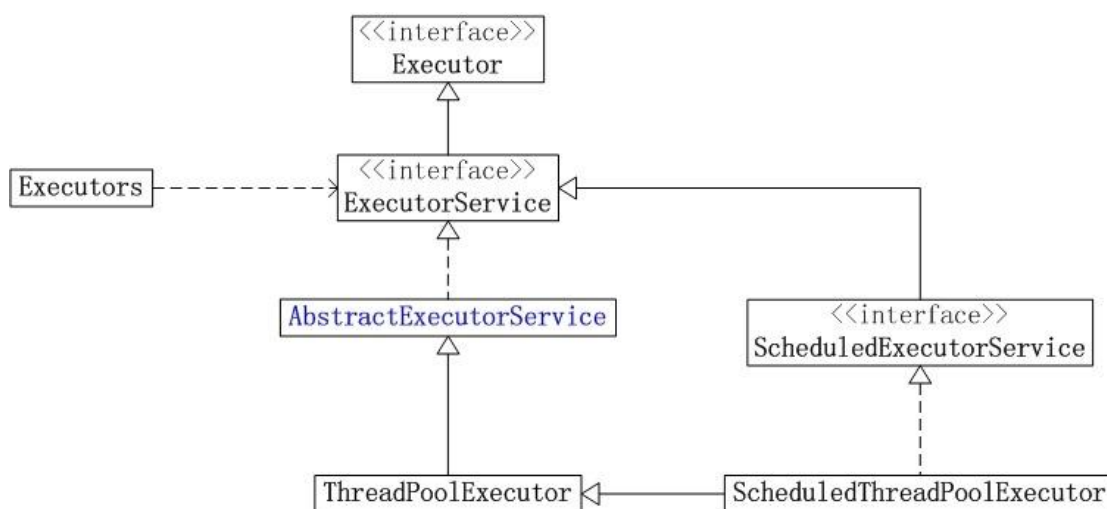 <<interface>>
Executor
Executors
<<interface>>
ExecutorService
AbstractExecutorService
<<interface>>
ScheduledExecutorService
ThreadPoolExecutor
ScheduledThreadPoolExecutor